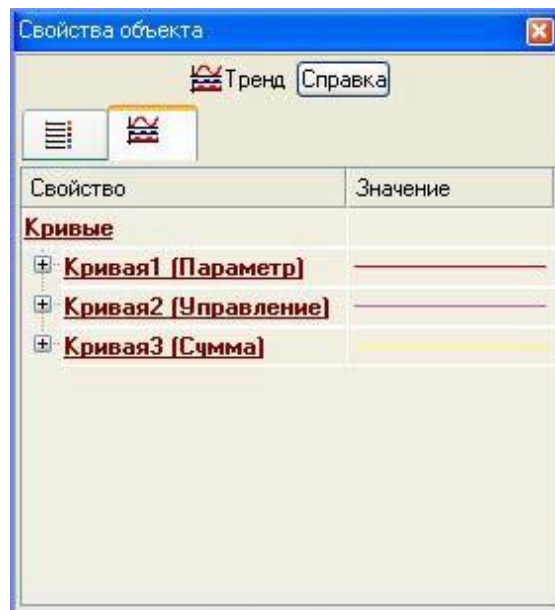 Свойства объекта
Тренд Справка
Свойство Значение
Кривые
Кривая1 (Параметр)
Кривая2 (Управление)
Кривая3 (Сумма)